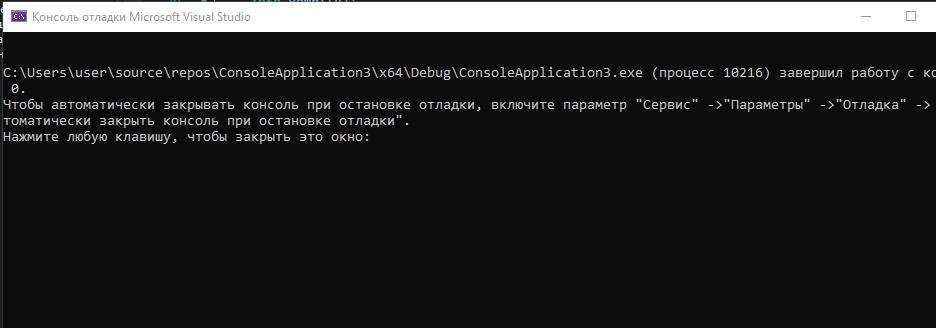 Консоль отладки Microsoft Visual Studio
C:\Users\user\source\repos\ConsoleApplication3\x64\Debug\ConsoleApplication3.exe (процесс 10216) завершил работу с ко
0.
Чтобы автоматически закрывать консоль при остановке отладки, включите параметр "Сервис" ->"Параметры" ->"Отладка" ->
томатически закрыть консоль при остановке отладки".
Нажмите любую клавишу, чтобы закрыть это окно: